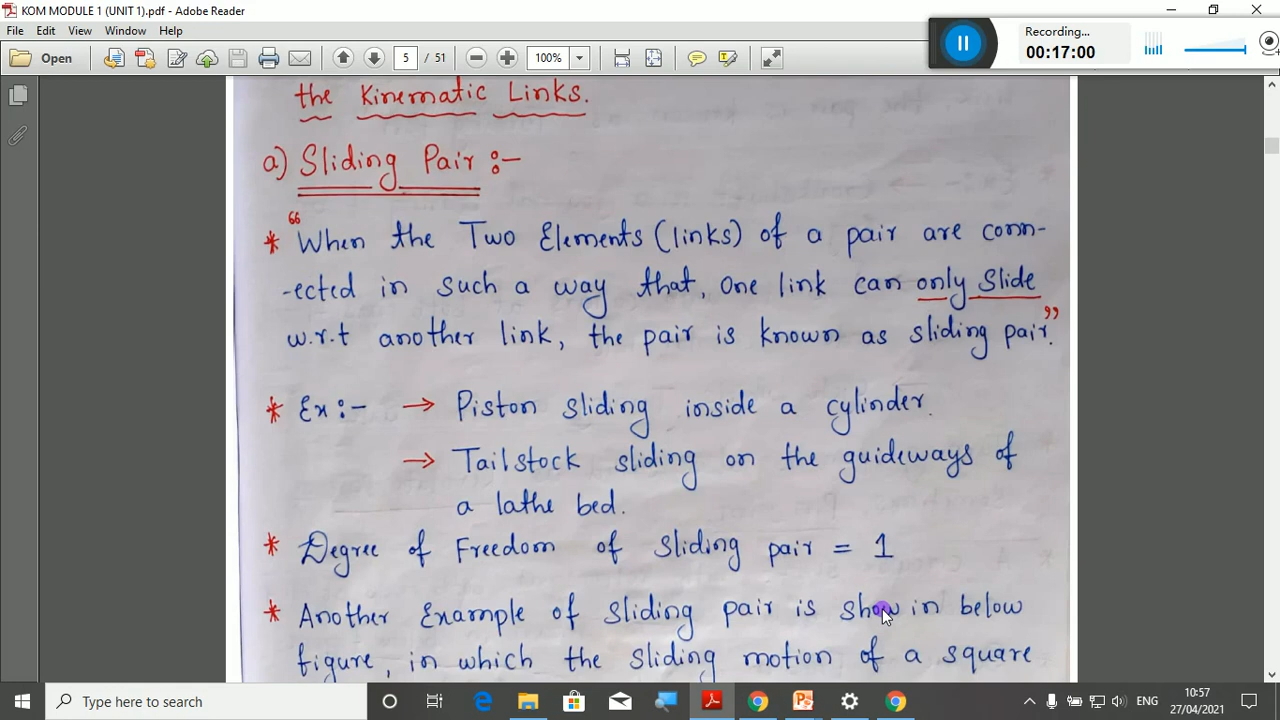 KOM MODULE 1 (UNIT 1).pdf - Adobe Reader
File Edit View Window Help
Open 5 / 51 100%
Recording...
00:17:00
the Kinematic Links.
a) Sliding Pair :-
* "When the Two Elements (links) of a pair are conn-
-ected in such a way that, one link can only slide
w.r.t another link, the pair is known as sliding pair."
* Ex :- → Piston sliding inside a cylinder.
→ Tailstock sliding on the guideways of
a lathe bed.
* Degree of Freedom of sliding pair = 1
* Another Example of sliding pair is show in below
figure, in which the sliding motion of a square
Type here to search
ENG
10:57
27/04/2021